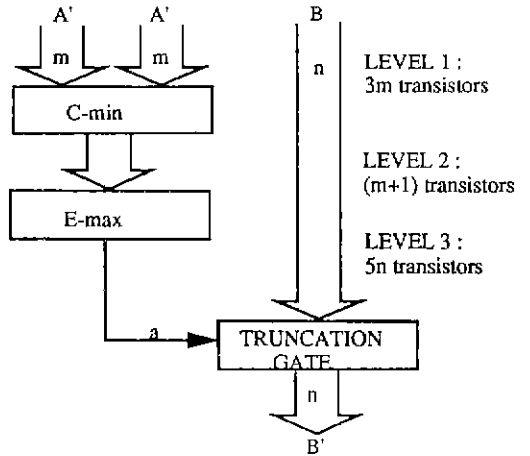 A' A' B
m m n
LEVEL 1 :
3m transistors
C-min
LEVEL 2 :
(m+1) transistors
E-max
LEVEL 3 :
5n transistors
a
TRUNCATION
GATE
n
B'